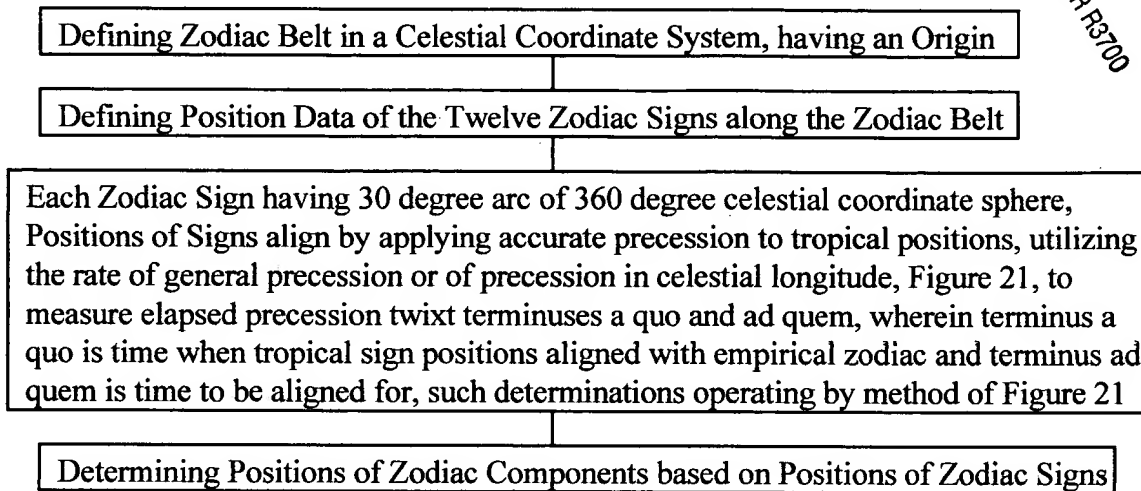 R R3700
Defining Zodiac Belt in a Celestial Coordinate System, having an Origin
Defining Position Data of the Twelve Zodiac Signs along the Zodiac Belt
Each Zodiac Sign having 30 degree arc of 360 degree celestial coordinate sphere,
Positions of Signs align by applying accurate precession to tropical positions, utilizing
the rate of general precession or of precession in celestial longitude, Figure 21, to
measure elapsed precession twixt terminuses a quo and ad quem, wherein terminus a
quo is time when tropical sign positions aligned with empirical zodiac and terminus ad
quem is time to be aligned for, such determinations operating by method of Figure 21
Determining Positions of Zodiac Components based on Positions of Zodiac Signs